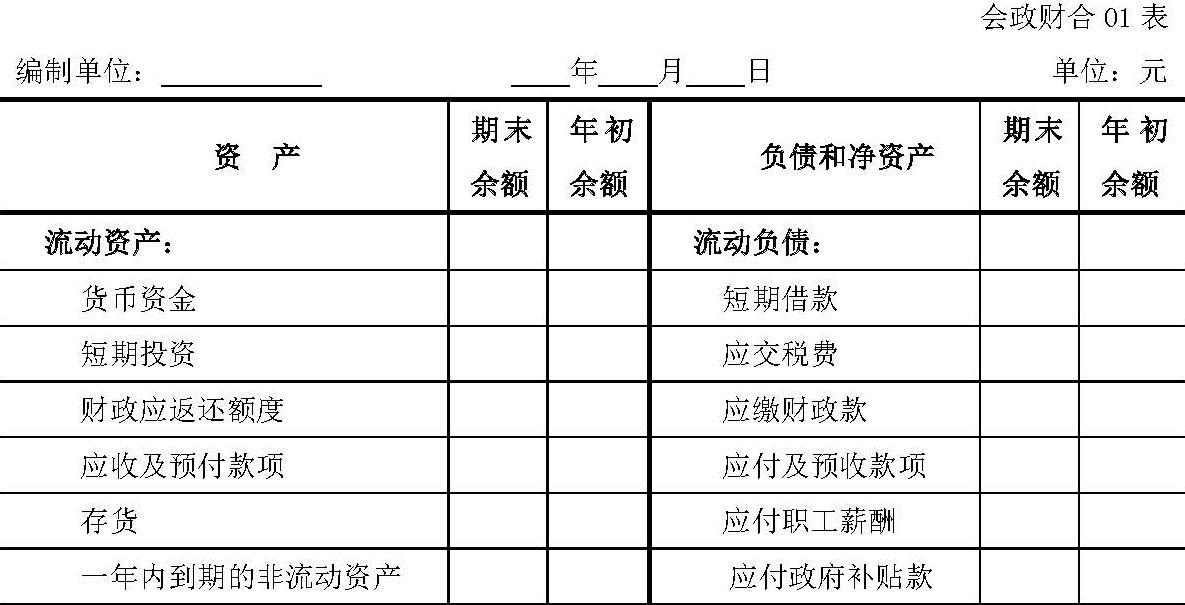 会政财合 01 表
编制单位： 年 月 日 单位：元
资 产 期末余额 年初余额 负债和净资产 期末余额 年初余额
流动资产： 流动负债：
货币资金 短期借款
短期投资 应交税费
财政应返还额度 应缴财政款
应收及预付款项 应付及预收款项
存货 应付职工薪酬
一年内到期的非流动资产 应付政府补贴款